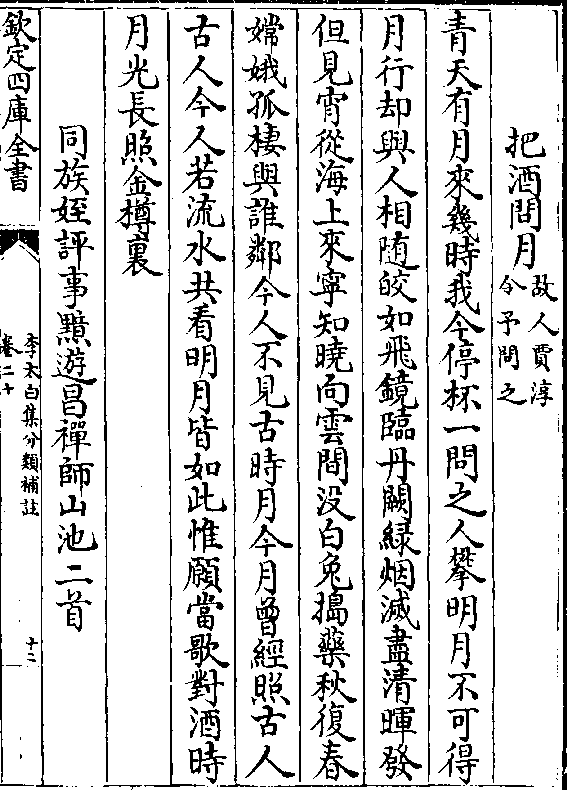 把酒問月故人賈淳
令予問之
青天有月來幾時我今停杯一問之人攀明月不可得
月行却與人相随皎如飛鏡臨丹闕緑烟滅盡清暉發
但見宵從海上來寧知曉向雲間没白兔搗藥秋復春
嫦娥孤棲與誰鄰今人不見古時月今月曾經照古人
古人今人若流水共看明月皆如此惟願當歌對酒時
月光長照金樽裏
同族姪評事黯遊昌禪師山池二首
欽定四庫全書
李太白集分類補註
卷二十
十二